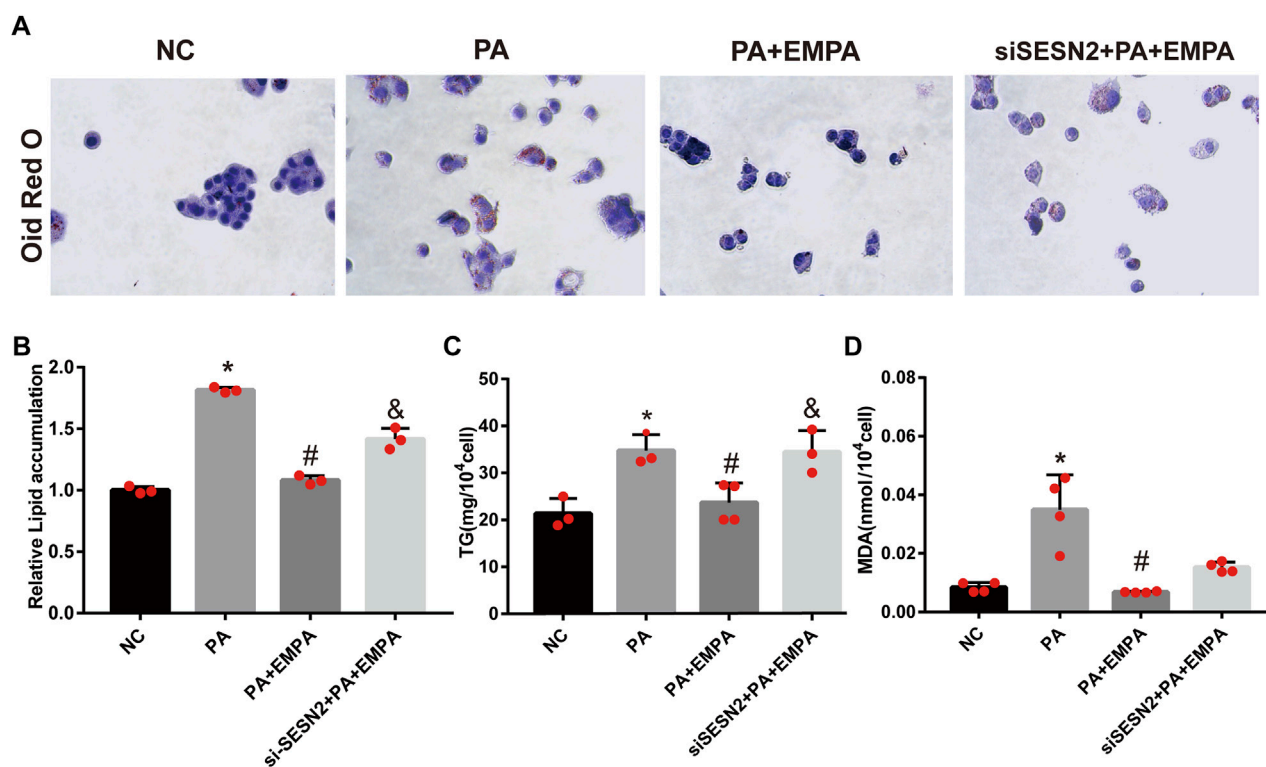 A
NC
PA
PA+EMPA
siSESN2+PA+EMPA
Oid Red O
B
Relative Lipid accumulation
2.0
1.5
1.0
0.5
0.0
*
#
&
NC
PA
PA+EMPA
si-SESN2+PA+EMPA
C
TG(mg/10⁴cell)
50
40
30
20
10
0
*
#
&
NC
PA
PA+EMPA
siSESN2+PA+EMPA
D
MDA(nmol/10⁴cell)
0.08
0.06
0.04
0.02
0.00
*
#
NC
PA
PA+EMPA
siSESN2+PA+EMPA